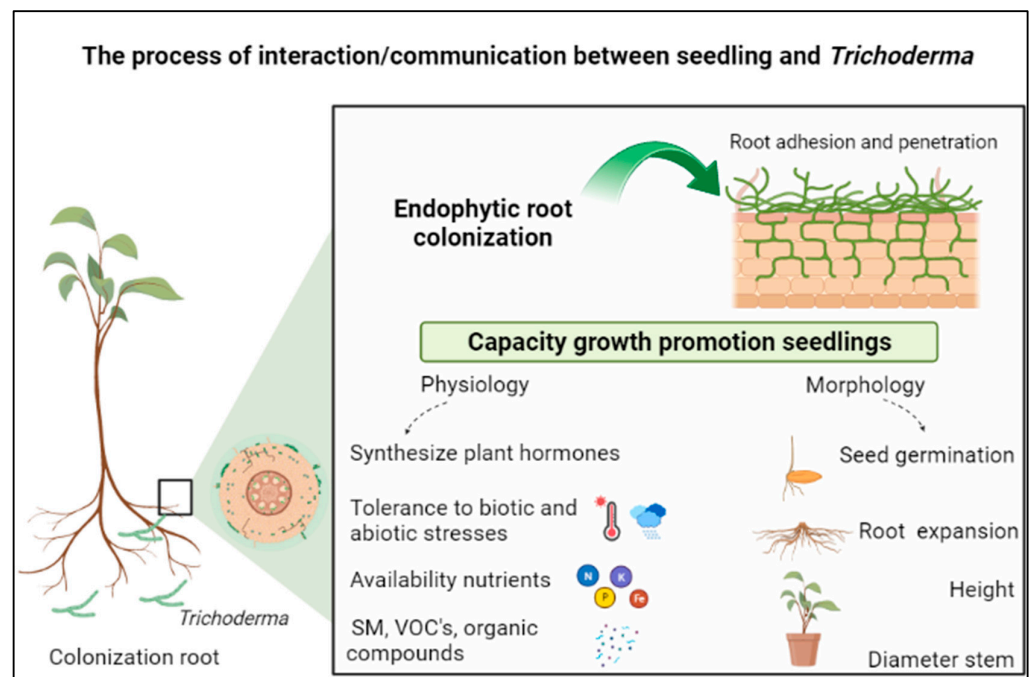 The process of interaction/communication between seedling and Trichoderma
Root adhesion and penetration
Endophytic root
colonization
Capacity growth promotion seedlings
Physiology
Morphology
Synthesize plant hormones
Seed germination
Tolerance to biotic and
abiotic stresses
Root expansion
Availability nutrients
N
K
P
Fe
Height
SM, VOC's, organic
compounds
Diameter stem
Trichoderma
Colonization root